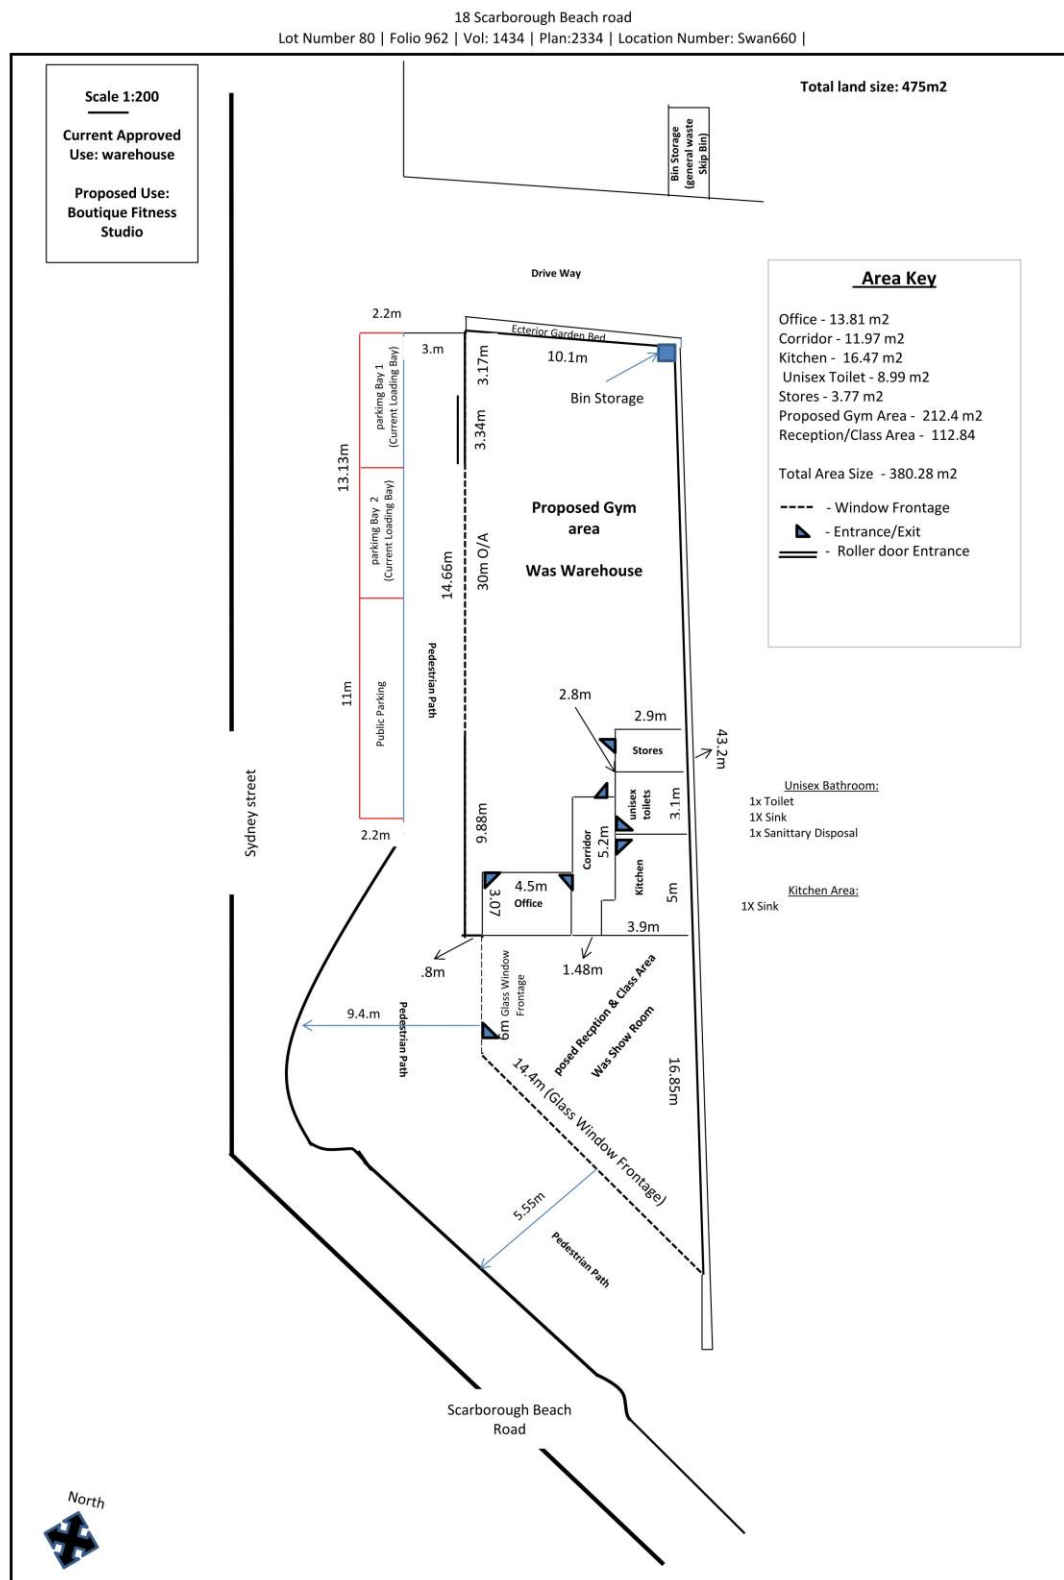 18 Scarborough Beach road
Lot Number 80 | Folio 962 | Vol: 1434 | Plan:2334 | Location Number: Swan660 |
Scale 1:200
Current Approved
Use: warehouse
Proposed Use:
Boutique Fitness
Studio
Total land size: 475m2
Bin Storage
(general waste
Skip Bin)
Drive Way
Area Key
Office - 13.81 m2
Corridor - 11.97 m2
Kitchen - 16.47 m2
Unisex Toilet - 8.99 m2
Stores - 3.77 m2
Proposed Gym Area - 212.4 m2
Reception/Class Area - 112.84
Total Area Size - 380.28 m2
- Window Frontage
- Entrance/Exit
- Roller door Entrance
2.2m
3.m
Ecterior Garden Bed
10.1m
3.17m
Bin Storage
parkimg Bay 1
(Current Loading Bay)
3.34m
13.13m
parkimg Bay 2
(Current Loading Bay)
Proposed Gym
area
Was Warehouse
14.66m
30m O/A
Pedestrian Path
11m
Public Parking
2.8m
2.9m
Stores
43.2m
unisex
toilets
3.1m
Unisex Bathroom:
1x Toilet
1X Sink
1x Sanittary Disposal
Sydney street
2.2m
9.88m
Corridor
5.2m
Kitchen
5m
4.5m
Office
3.07
3.9m
Kitchen Area:
1X Sink
.8m
1.48m
Glass Window
Frontage
6m
9.4.m
Pedestrian Path
posed Recption & Class Area
Was Show Room
16.85m
14.4m (Glass Window Frontage)
5.55m
Pedestrian Path
Scarborough Beach
Road
North